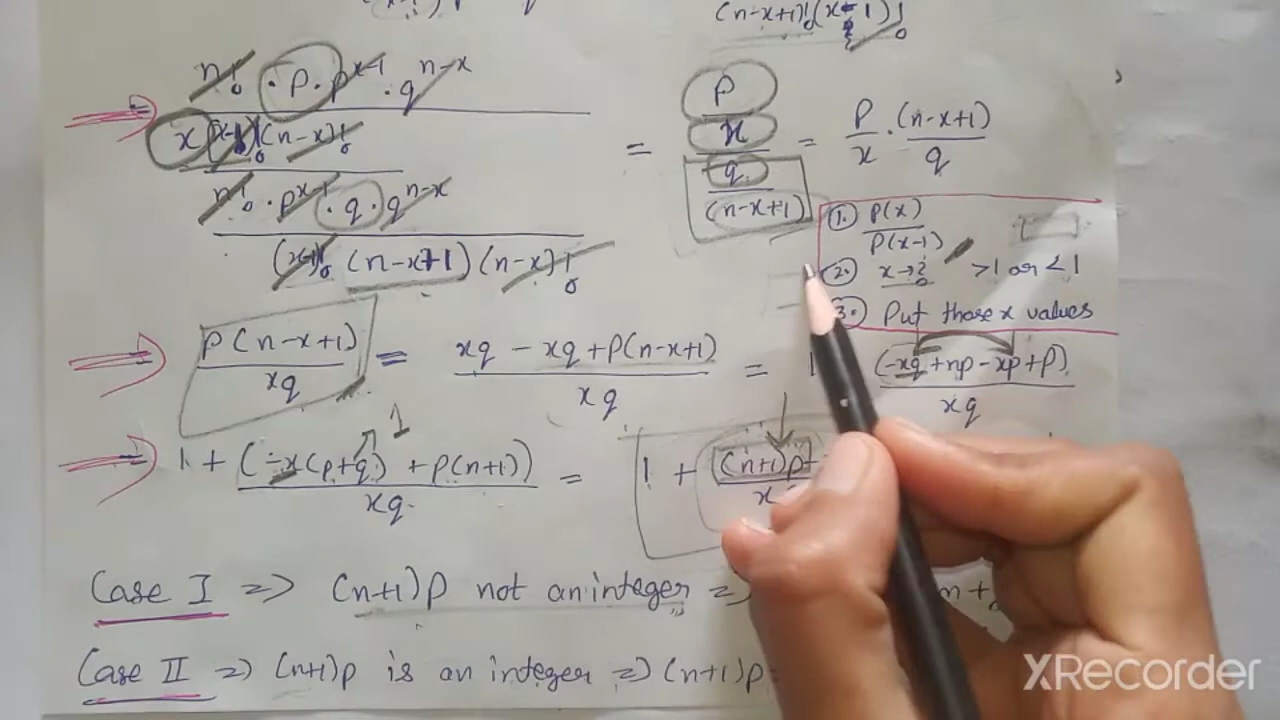 (n-x+1)! (x-1)!
n! · p · p^{x-1} · q^{n-x}
x (x-1)! (n-x)!
n! · p^{x-1} · q · q^{n-x}
(x-1)! (n-x+1) (n-x)!
= p / x / q / (n-x+1) = p/x · (n-x+1)/q
① p(x) / p(x-1)
② x → ? >1 or <1
③ Put those x values
⇒ p(n-x+1) / xq = xq - xq + p(n-x+1) / xq = 1 (-xq + np - xp + p) / xq
1
⇒ 1 + (-x(p+q) + p(n+1)) / xq = 1 + (n+1)p / x
Case I => (n+1)p not an integer =>
Case II => (n+1)p is an integer => (n+1)p =
XRecorder